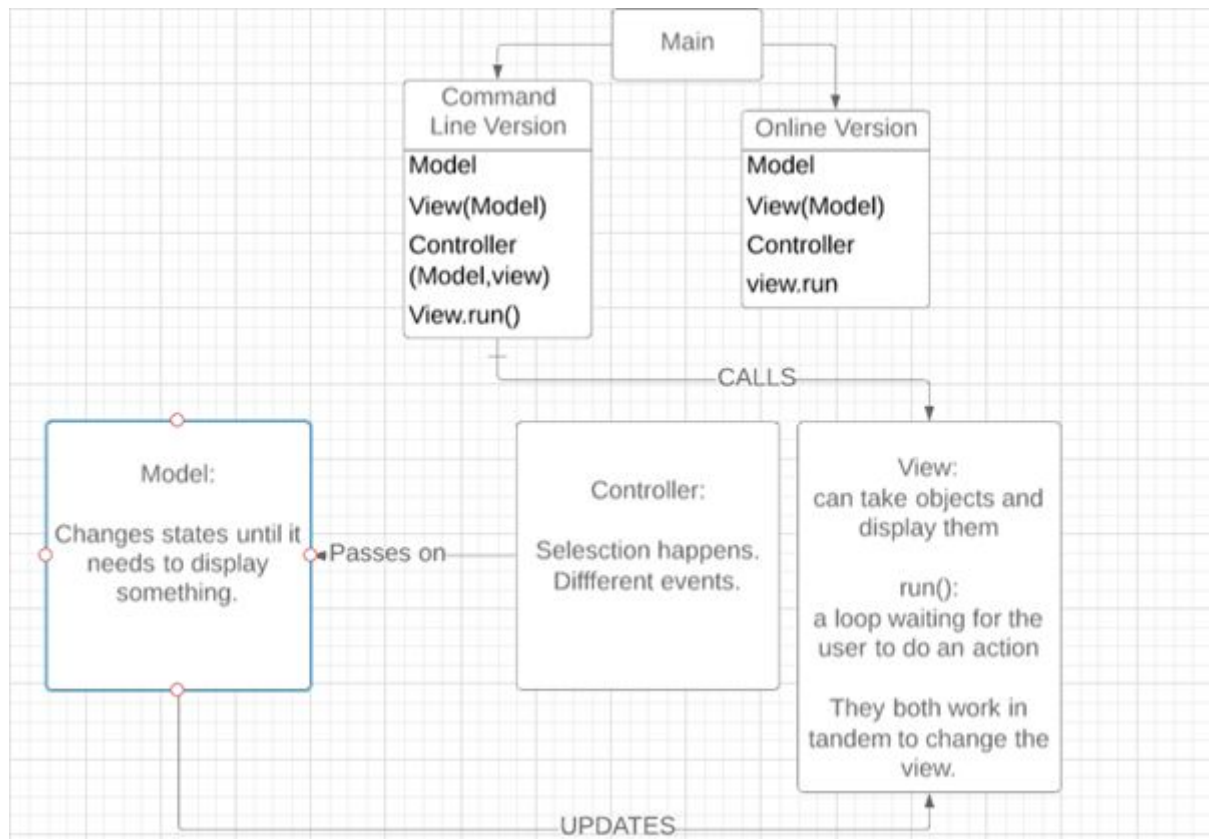 Main
Command
Line Version
Model
View(Model)
Controller
(Model,view)
View.run()
Online Version
Model
View(Model)
Controller
view.run
CALLS
Model:
Changes states until it
needs to display
something.
Passes on
Controller:
Selesction happens.
Diffferent events.
View:
can take objects and
display them
run():
a loop waiting for the
user to do an action
They both work in
tandem to change the
view.
UPDATES